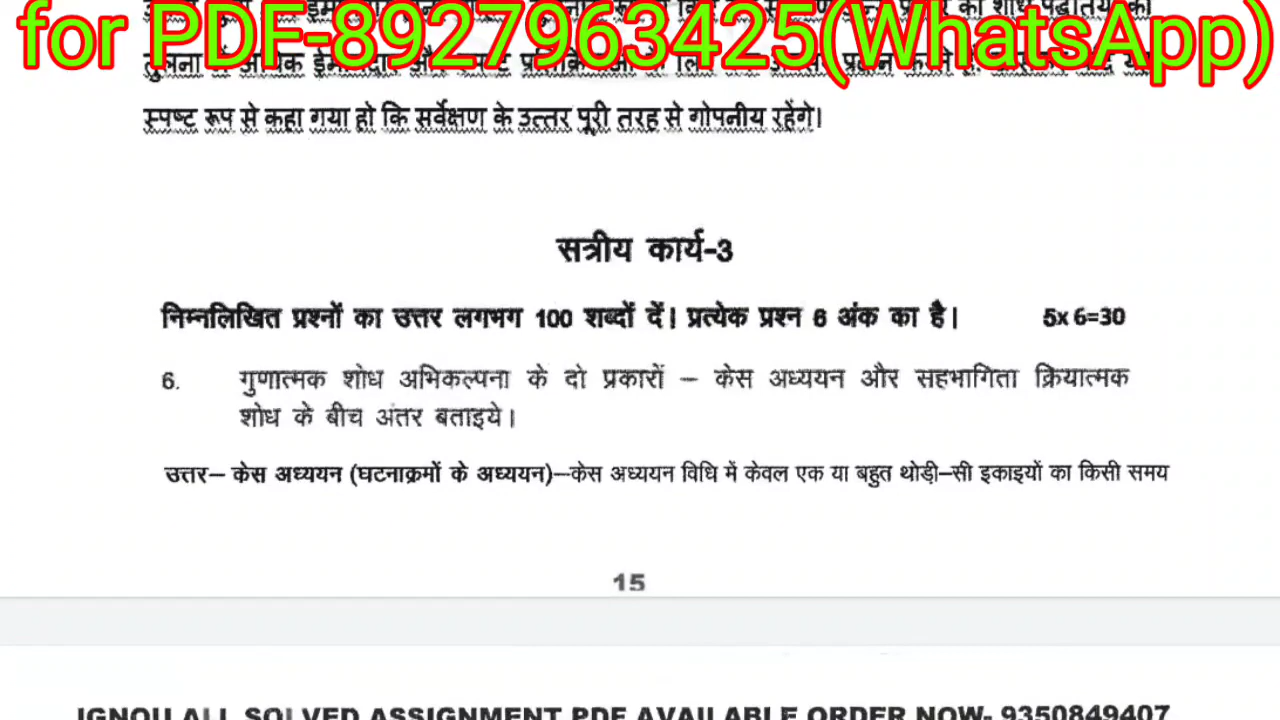 for PDF-8927963425(WhatsApp)
स्पष्ट रूप से कहा गया हो कि सर्वेक्षण के उत्तर पूरी तरह से गोपनीय रहेंगे।
सत्रीय कार्य-3
निम्नलिखित प्रश्नों का उत्तर लगभग 100 शब्दों दें। प्रत्येक प्रश्न 6 अंक का है। 5x 6=30
6. गुणात्मक शोध अभिकल्पना के दो प्रकारों – केस अध्ययन और सहभागिता क्रियात्मक
शोध के बीच अंतर बताइये।
उत्तर– केस अध्ययन (घटनाक्रमों के अध्ययन)–केस अध्ययन विधि में केवल एक या बहुत थोड़ी–सी इकाइयों का किसी समय
15
IGNOU ALL SOLVED ASSIGNMENT PDF AVAILABLE ORDER NOW- 9350849407